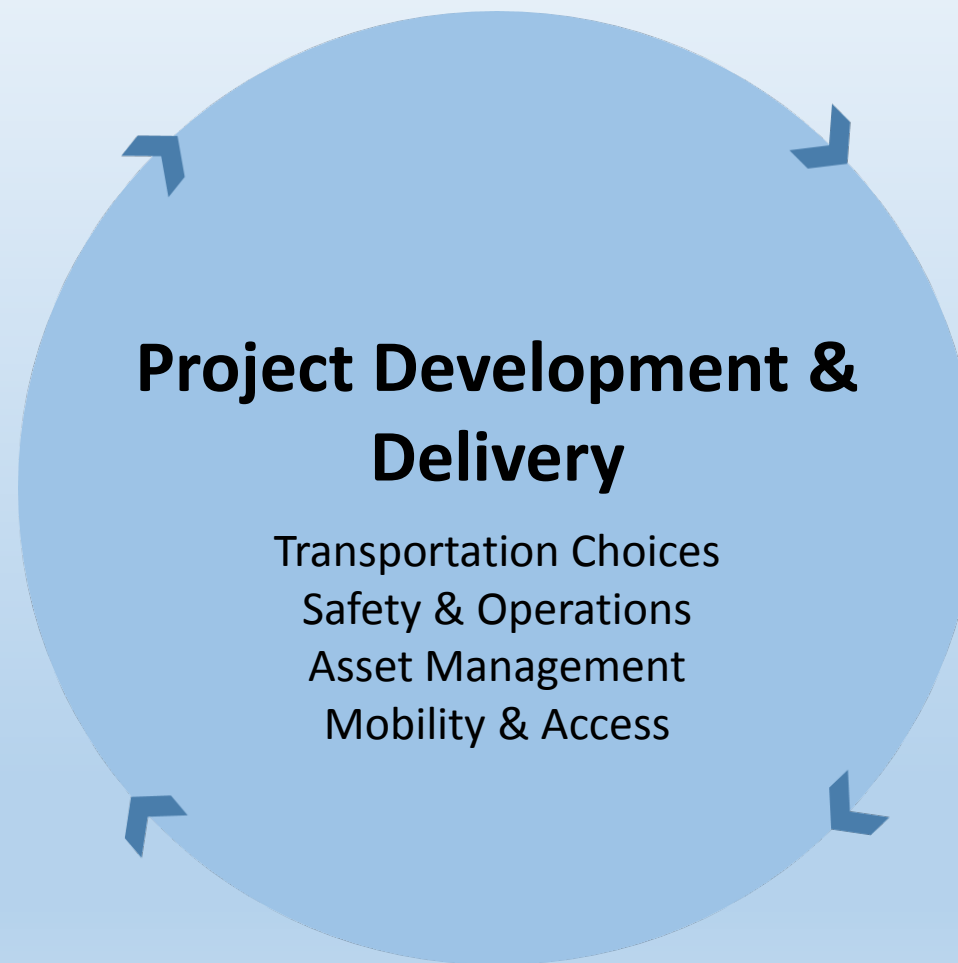 Project Development &
Delivery
Transportation Choices
Safety & Operations
Asset Management
Mobility & Access